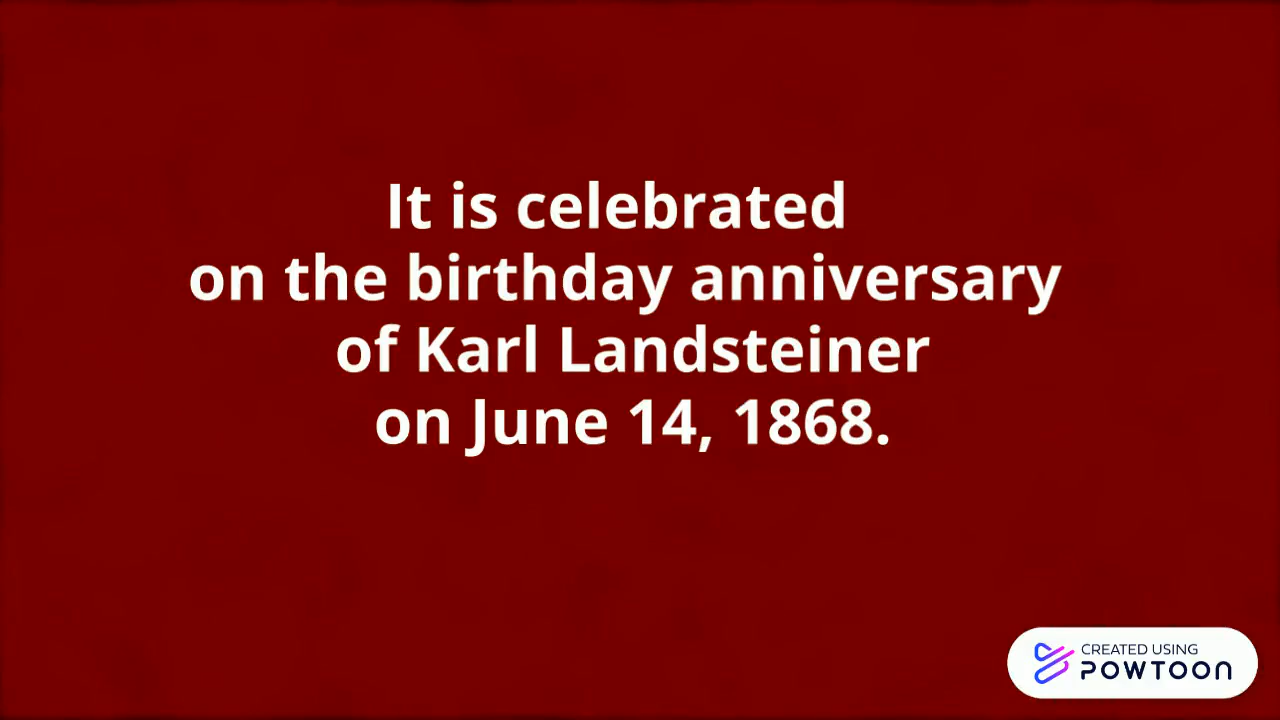 It is celebrated
on the birthday anniversary
of Karl Landsteiner
on June 14, 1868.
CREATED USING
POWTOON